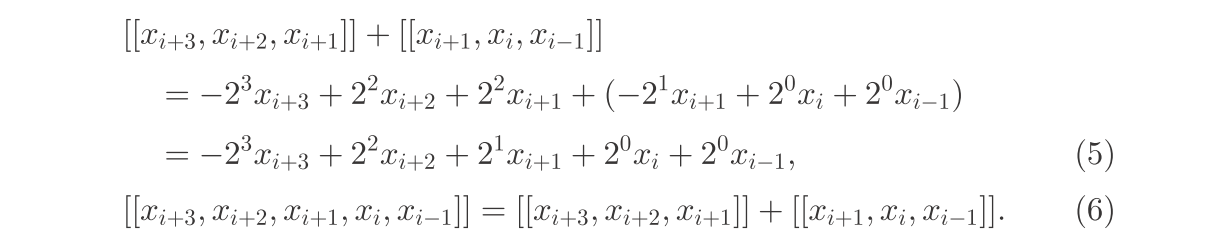 [[x_{i+3}, x_{i+2}, x_{i+1}]] + [[x_{i+1}, x_i, x_{i-1}]]
= -2^3 x_{i+3} + 2^2 x_{i+2} + 2^2 x_{i+1} + (-2^1 x_{i+1} + 2^0 x_i + 2^0 x_{i-1})
= -2^3 x_{i+3} + 2^2 x_{i+2} + 2^1 x_{i+1} + 2^0 x_i + 2^0 x_{i-1}, (5)
[[x_{i+3}, x_{i+2}, x_{i+1}, x_i, x_{i-1}]] = [[x_{i+3}, x_{i+2}, x_{i+1}]] + [[x_{i+1}, x_i, x_{i-1}]]. (6)